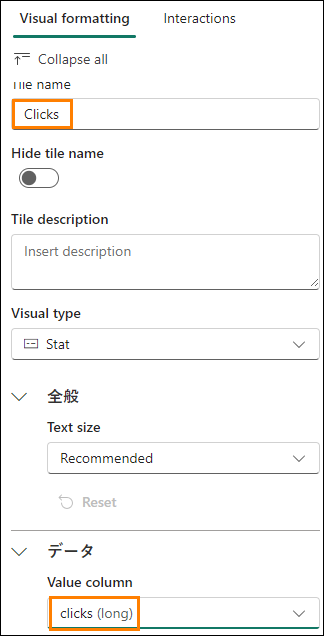 Visual formatting Interactions
Collapse all
Tile name
Clicks
Hide tile name
Tile description
Insert description
Visual type
Stat
全般
Text size
Recommended
Reset
データ
Value column
clicks (long)